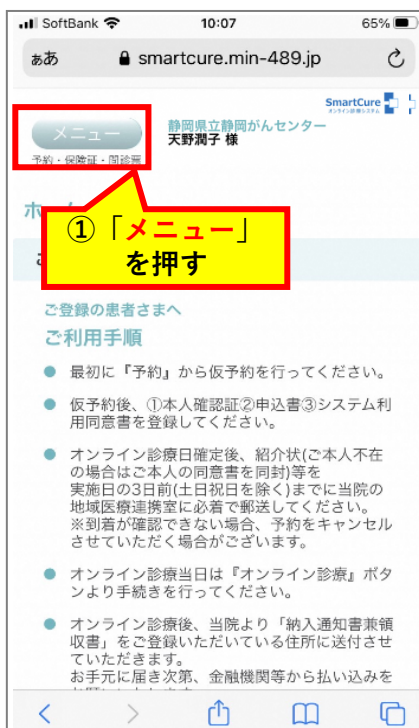 SoftBank 10:07 65%
ぁあ smartcure.min-489.jp
SmartCure
オンライン診療システム
メニュー
静岡県立静岡がんセンター
天野潤子 様
予約・保険証・問診票
ホ
①「メニュー」
を押す
ご登録の患者さまへ
ご利用手順
● 最初に『予約』から仮予約を行ってください。
● 仮予約後、①本人確認証②申込書③システム利
用同意書を登録してください。
● オンライン診療日確定後、紹介状(ご本人不在
の場合はご本人の同意書を同封)等を
実施日の3日前(土日祝日を除く)までに当院の
地域医療連携室に必着で郵送してください。
※到着が確認できない場合、予約をキャンセル
させていただく場合がございます。
● オンライン診療当日は『オンライン診療』ボタ
ンより手続きを行ってください。
● オンライン診療後、当院より「納入通知書兼領
収書」をご登録いただいている住所に送付させ
ていただきます。
お手元に届き次第、金融機関等から払い込みを